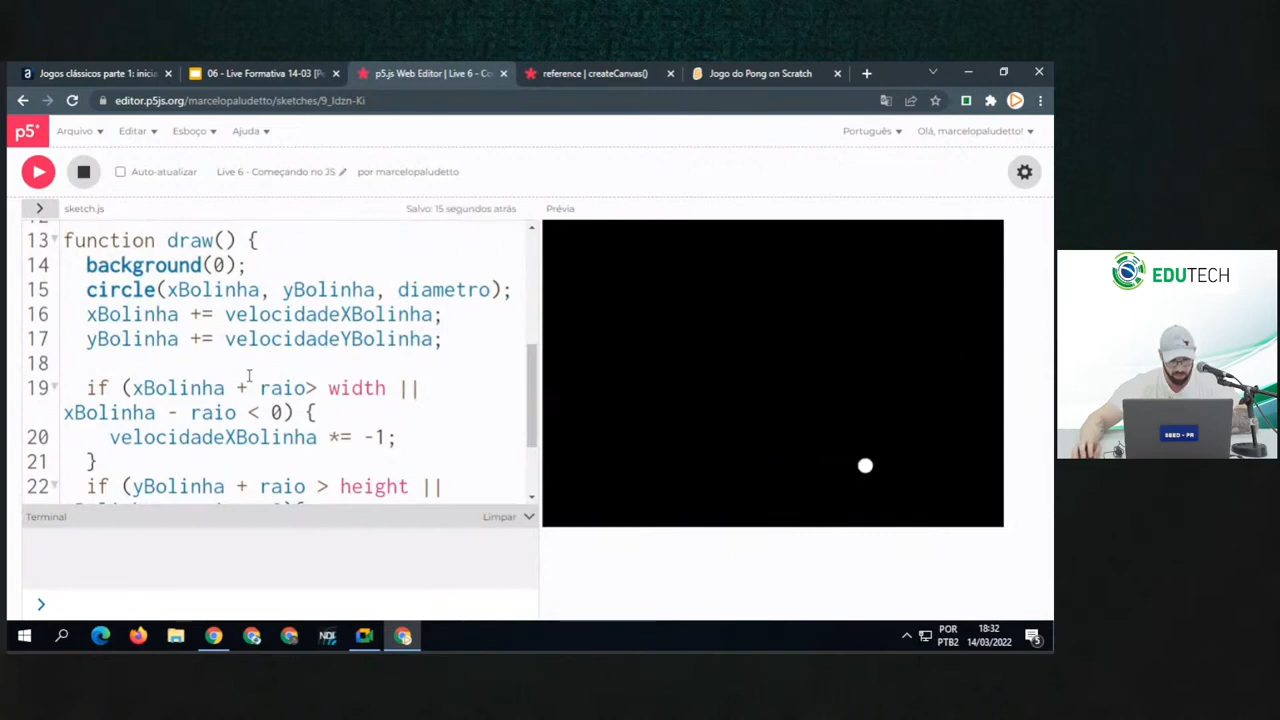 Jogos clássicos parte 1: inicia
06 - Live Formativa 14-03 [P
p5.js Web Editor | Live 6 - Co
reference | createCanvas()
Jogo do Pong on Scratch
editor.p5js.org/marcelopaludetto/sketches/9_Idzn-Ki
p5*
Arquivo
Editar
Esboço
Ajuda
Português
Olá, marcelopaludetto!
Auto-atualizar
Live 6 - Começando no JS
por marcelopaludetto
sketch.js
Salvo: 15 segundos atrás
Prévia
13 function draw() {
14 background(0);
15 circle(xBolinha, yBolinha, diametro);
16 xBolinha += velocidadeXBolinha;
17 yBolinha += velocidadeYBolinha;
18
19 if (xBolinha + raio> width ||
xBolinha - raio < 0) {
20 velocidadeXBolinha *= -1;
21 }
22 if (yBolinha + raio > height ||
Terminal
Limpar
NDI
POR
PTB2
18:32
14/03/2022
5
EDUTECH
SEED - PR